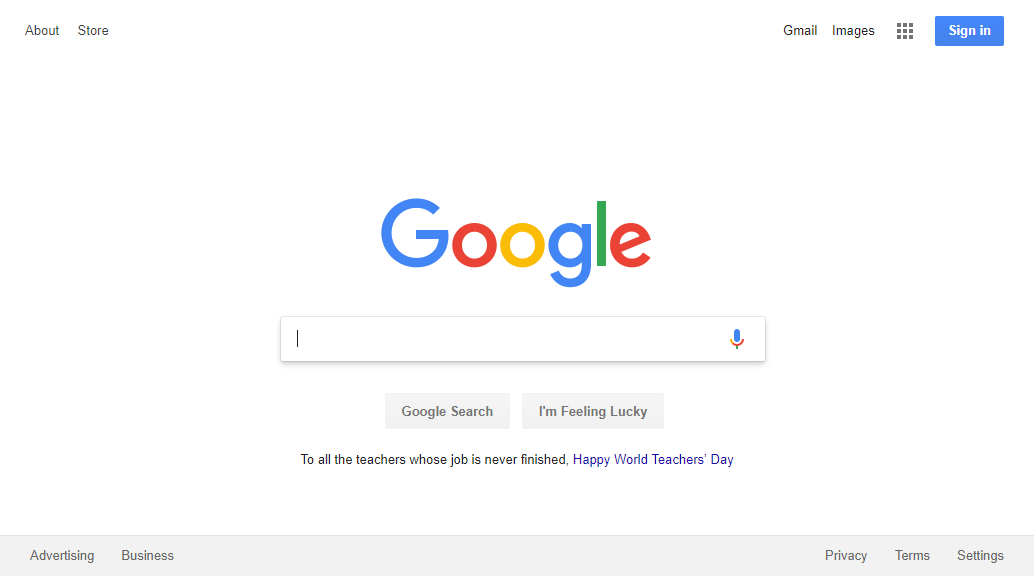 About Store Gmail Images Sign in
Google
Google Search I'm Feeling Lucky
To all the teachers whose job is never finished, Happy World Teachers' Day
Advertising Business Privacy Terms Settings